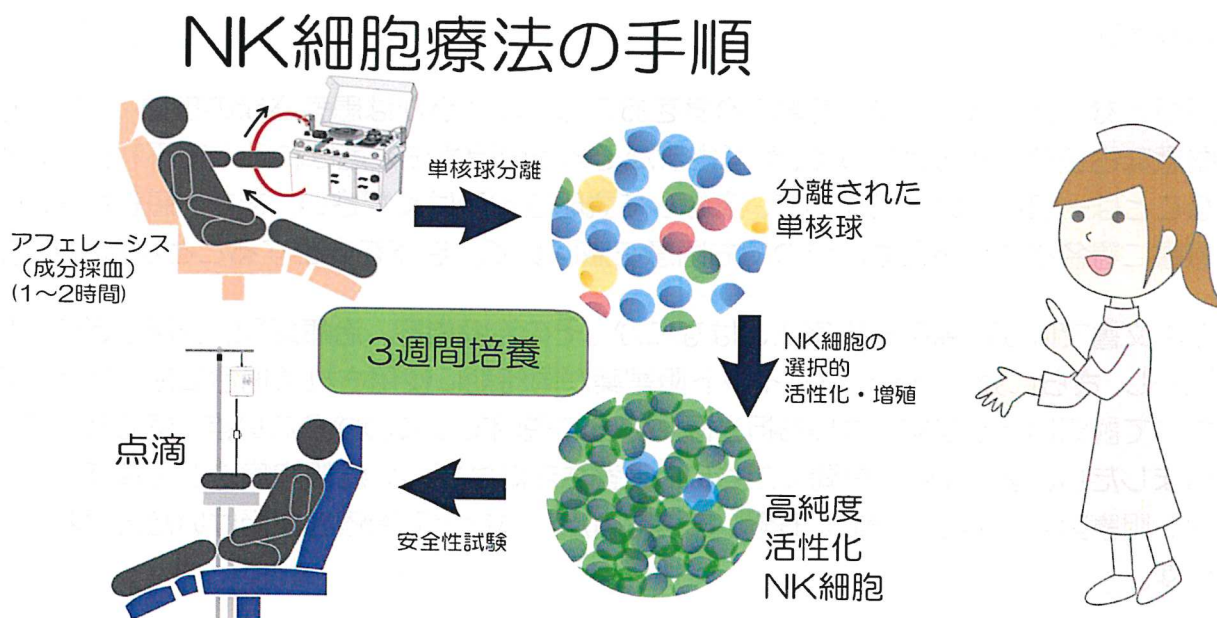 NK細胞療法の手順
アフェレーシス
（成分採血）
(1〜2時間)
単核球分離
分離された
単核球
3週間培養
NK細胞の
選択的
活性化・増殖
高純度
活性化
NK細胞
安全性試験
点滴